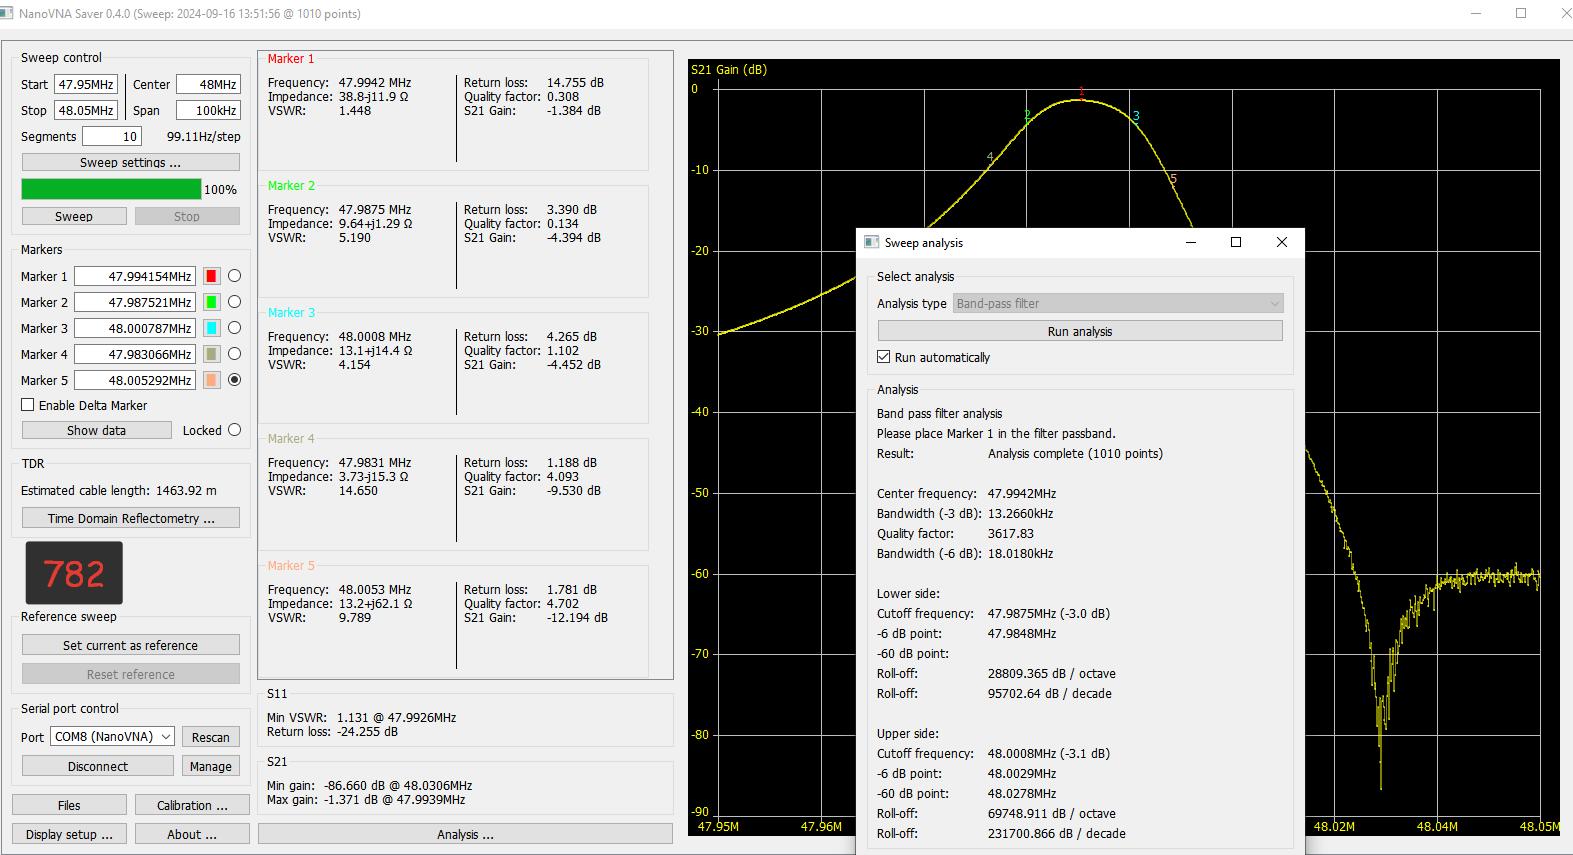 NanoVNA Saver 0.4.0 (Sweep: 2024-09-16 13:51:56 @ 1010 points)
Sweep control
Start 47.95MHz Center 48MHz
Stop 48.05MHz Span 100kHz
Segments 10 99.11Hz/step
Sweep settings ...
100%
Sweep Stop
Markers
Marker 1 47.994154MHz
Marker 2 47.987521MHz
Marker 3 48.000787MHz
Marker 4 47.983066MHz
Marker 5 48.005292MHz
Enable Delta Marker
Show data Locked
TDR
Estimated cable length: 1463.92 m
Time Domain Reflectometry ...
782
Reference sweep
Set current as reference
Reset reference
Serial port control
Port COM8 (NanoVNA) Rescan
Disconnect Manage
Files Calibration ...
Display setup ... About ...
Marker 1
Frequency: 47.9942 MHz Return loss: 14.755 dB
Impedance: 38.8-j11.9 Ω Quality factor: 0.308
VSWR: 1.448 S21 Gain: -1.384 dB
Marker 2
Frequency: 47.9875 MHz Return loss: 3.390 dB
Impedance: 9.64+j1.29 Ω Quality factor: 0.134
VSWR: 5.190 S21 Gain: -4.394 dB
Marker 3
Frequency: 48.0008 MHz Return loss: 4.265 dB
Impedance: 13.1+j14.4 Ω Quality factor: 1.102
VSWR: 4.154 S21 Gain: -4.452 dB
Marker 4
Frequency: 47.9831 MHz Return loss: 1.188 dB
Impedance: 3.73-j15.3 Ω Quality factor: 4.093
VSWR: 14.650 S21 Gain: -9.530 dB
Marker 5
Frequency: 48.0053 MHz Return loss: 1.781 dB
Impedance: 13.2+j62.1 Ω Quality factor: 4.702
VSWR: 9.789 S21 Gain: -12.194 dB
S11
Min VSWR: 1.131 @ 47.9926MHz
Return loss: -24.255 dB
S21
Min gain: -86.660 dB @ 48.0306MHz
Max gain: -1.371 dB @ 47.9939MHz
Analysis ...
S21 Gain (dB)
0
-10
-20
-30
-40
-50
-60
-70
-80
-90
1
2
3
4
5
47.95M 47.96M 48.02M 48.04M 48.05M
Sweep analysis
Select analysis
Analysis type Band-pass filter
Run analysis
Run automatically
Analysis
Band pass filter analysis
Please place Marker 1 in the filter passband.
Result: Analysis complete (1010 points)
Center frequency: 47.9942MHz
Bandwidth (-3 dB): 13.2660kHz
Quality factor: 3617.83
Bandwidth (-6 dB): 18.0180kHz
Lower side:
Cutoff frequency: 47.9875MHz (-3.0 dB)
-6 dB point: 47.9848MHz
-60 dB point:
Roll-off: 28809.365 dB / octave
Roll-off: 95702.64 dB / decade
Upper side:
Cutoff frequency: 48.0008MHz (-3.1 dB)
-6 dB point: 48.0029MHz
-60 dB point: 48.0278MHz
Roll-off: 69748.911 dB / octave
Roll-off: 231700.866 dB / decade